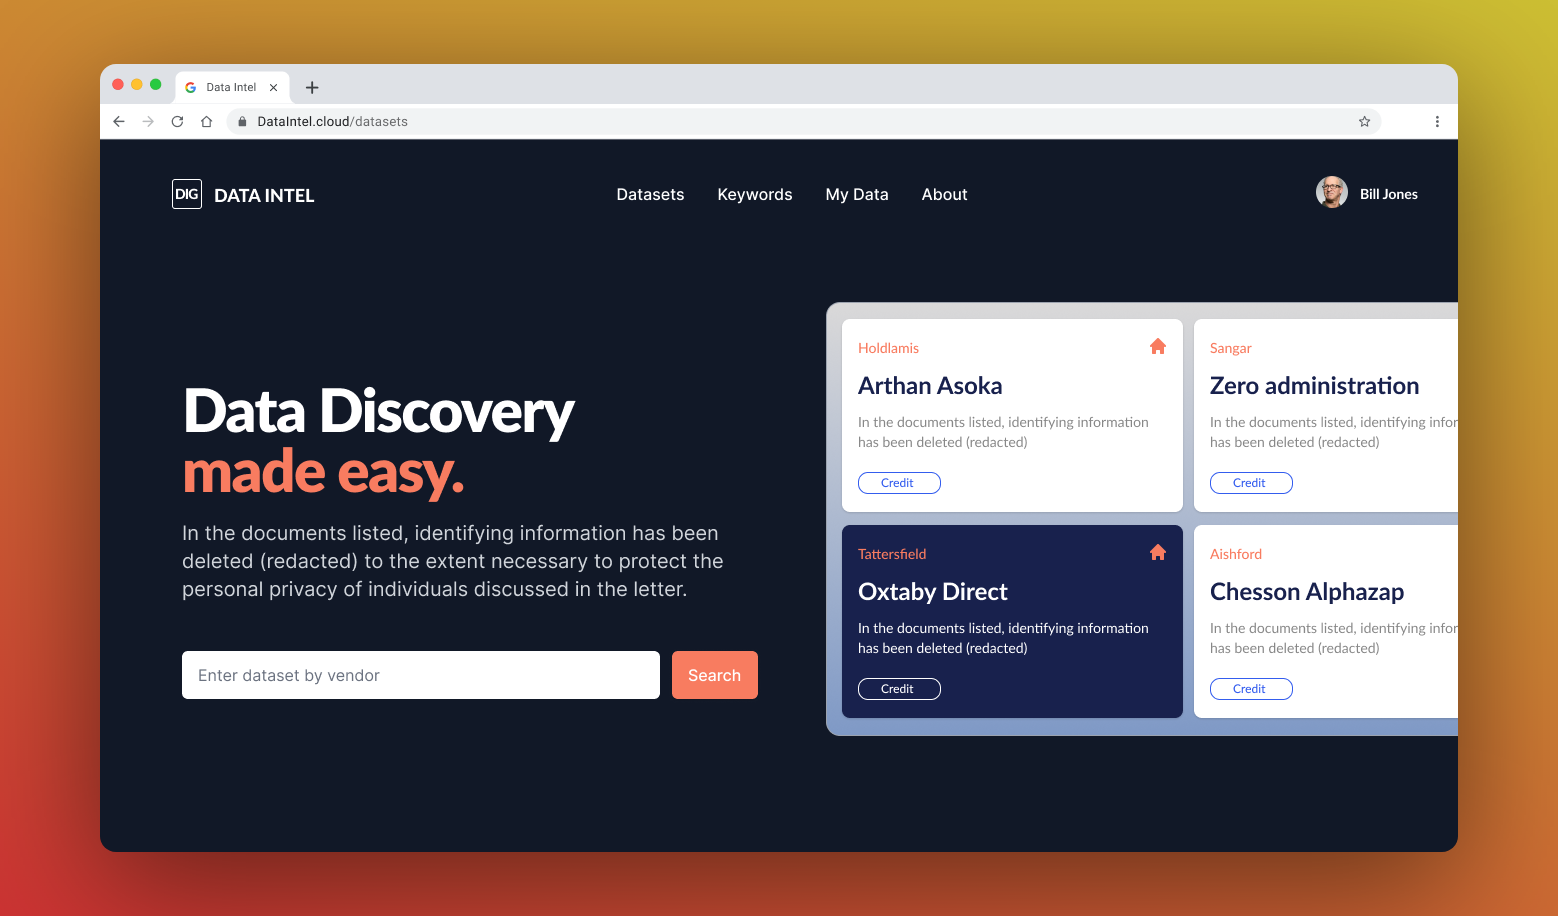 Data Intel
DataIntel.cloud/datasets
DIG DATA INTEL
Datasets Keywords My Data About
Bill Jones
Data Discovery
made easy.
In the documents listed, identifying information has been
deleted (redacted) to the extent necessary to protect the
personal privacy of individuals discussed in the letter.
Enter dataset by vendor
Search
Holdlamis
Arthan Asoka
In the documents listed, identifying information
has been deleted (redacted)
Credit
Sangar
Zero administration
In the documents listed, identifying infor
has been deleted (redacted)
Credit
Tattersfield
Oxtaby Direct
In the documents listed, identifying information
has been deleted (redacted)
Credit
Aishford
Chesson Alphazap
In the documents listed, identifying infor
has been deleted (redacted)
Credit